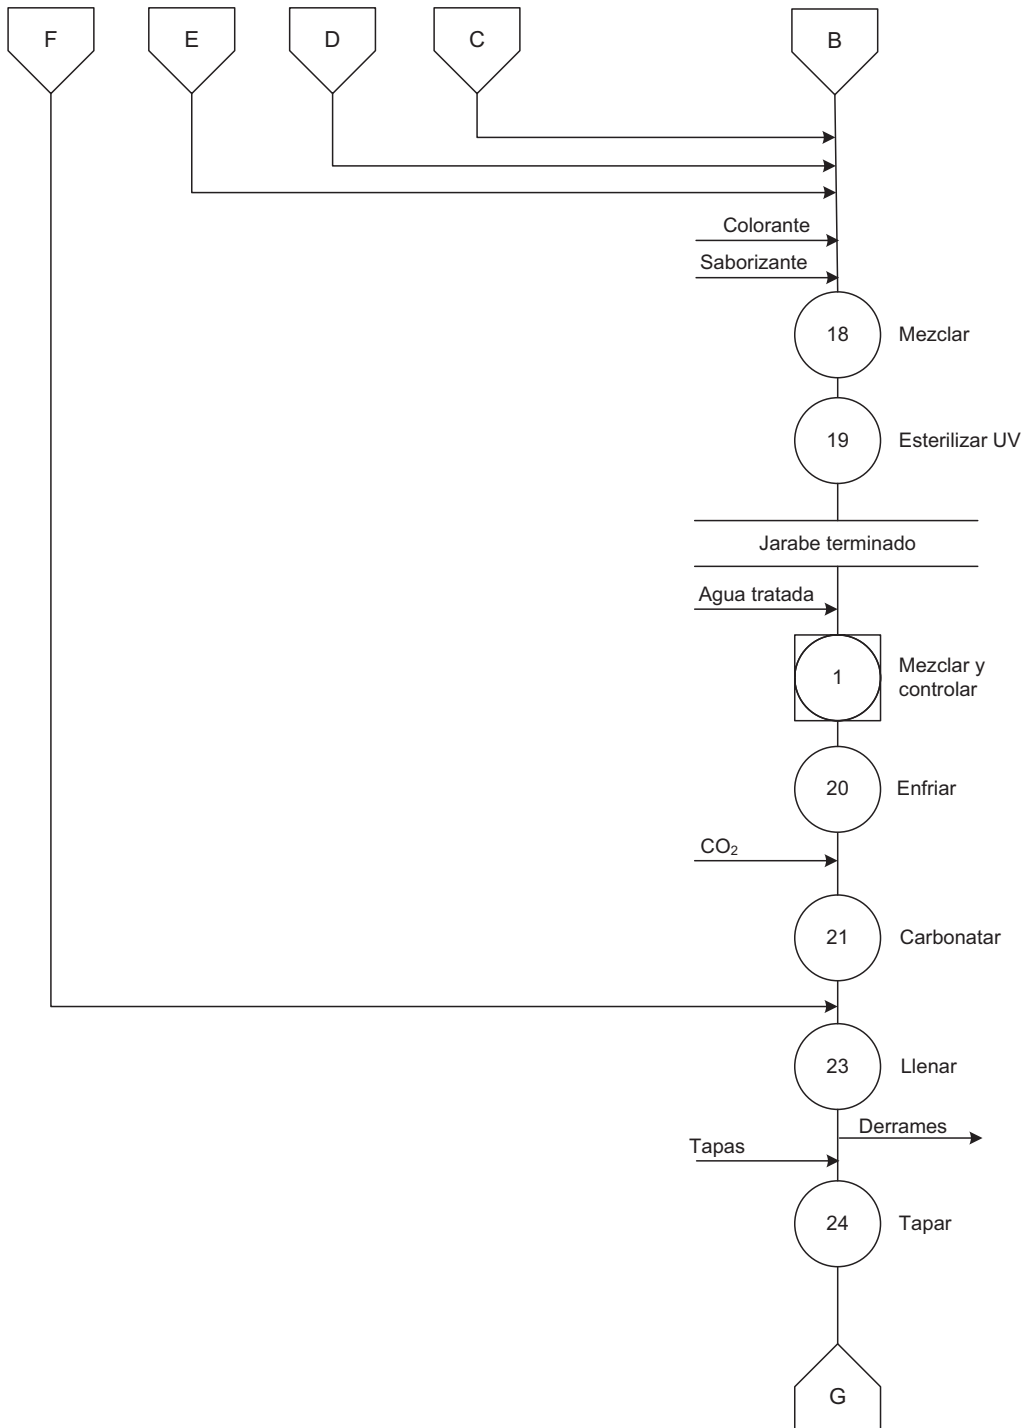 F
E
D
C
B
Colorante
Saborizante
18
Mezclar
19
Esterilizar UV
Jarabe terminado
Agua tratada
1
Mezclar y
controlar
20
Enfriar
CO₂
21
Carbonatar
23
Llenar
Derrames
Tapas
24
Tapar
G